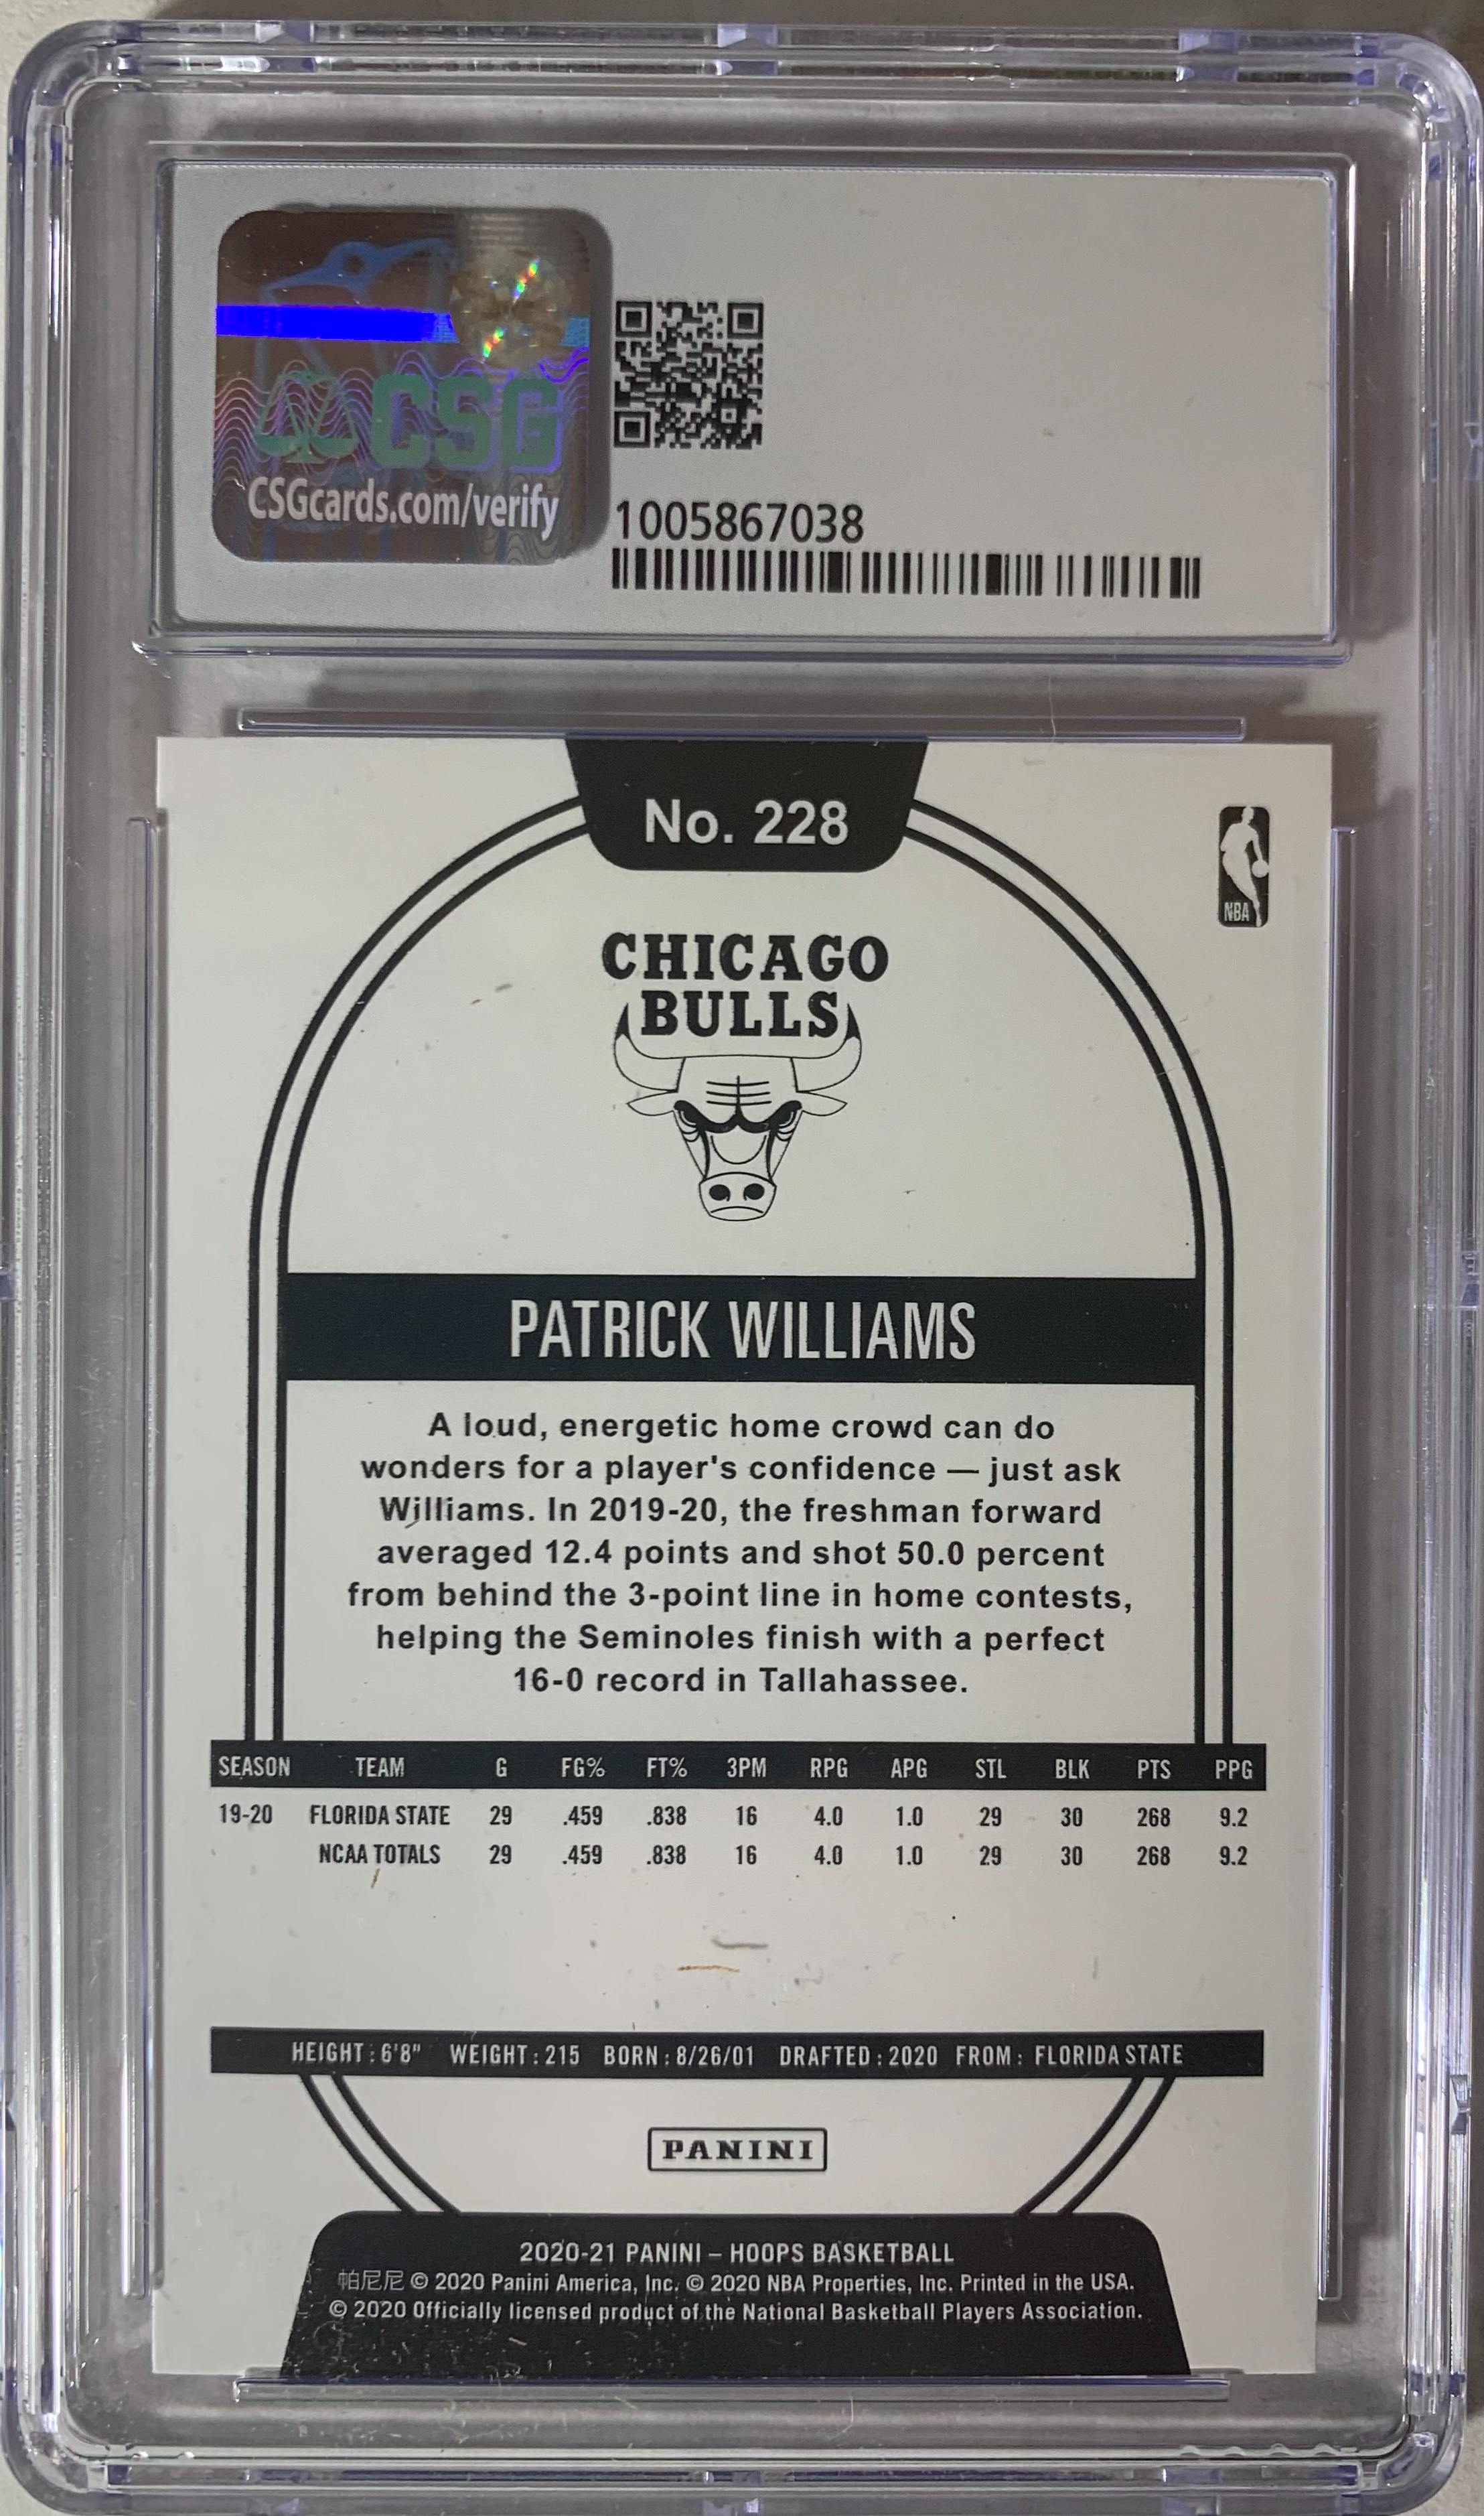 CSG
CSGcards.com/verify
1005867038
No. 228
NBA
CHICAGO
BULLS
PATRICK WILLIAMS
A loud, energetic home crowd can do
wonders for a player's confidence — just ask
Williams. In 2019-20, the freshman forward
averaged 12.4 points and shot 50.0 percent
from behind the 3-point line in home contests,
helping the Seminoles finish with a perfect
16-0 record in Tallahassee.
SEASON TEAM G FG% FT% 3PM RPG APG STL BLK PTS PPG
19-20 FLORIDA STATE 29 .459 .838 16 4.0 1.0 29 30 268 9.2
NCAA TOTALS 29 .459 .838 16 4.0 1.0 29 30 268 9.2
HEIGHT : 6'8" WEIGHT : 215 BORN : 8/26/01 DRAFTED : 2020 FROM : FLORIDA STATE
PANINI
2020-21 PANINI – HOOPS BASKETBALL
帕尼尼 © 2020 Panini America, Inc. © 2020 NBA Properties, Inc. Printed in the USA.
© 2020 Officially licensed product of the National Basketball Players Association.